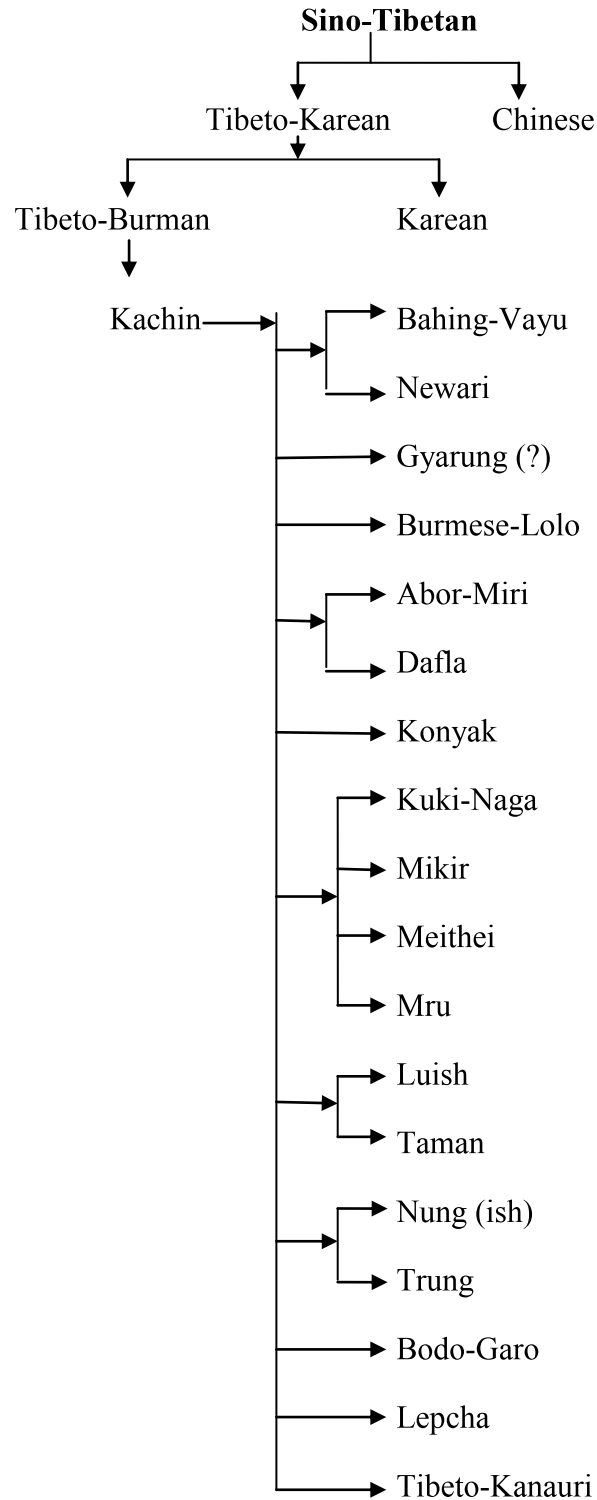 Sino-Tibetan
Tibeto-Karean Chinese
Tibeto-Burman Karean
Kachin Bahing-Vayu
Newari
Gyarung (?)
Burmese-Lolo
Abor-Miri
Dafla
Konyak
Kuki-Naga
Mikir
Meithei
Mru
Luish
Taman
Nung (ish)
Trung
Bodo-Garo
Lepcha
Tibeto-Kanauri